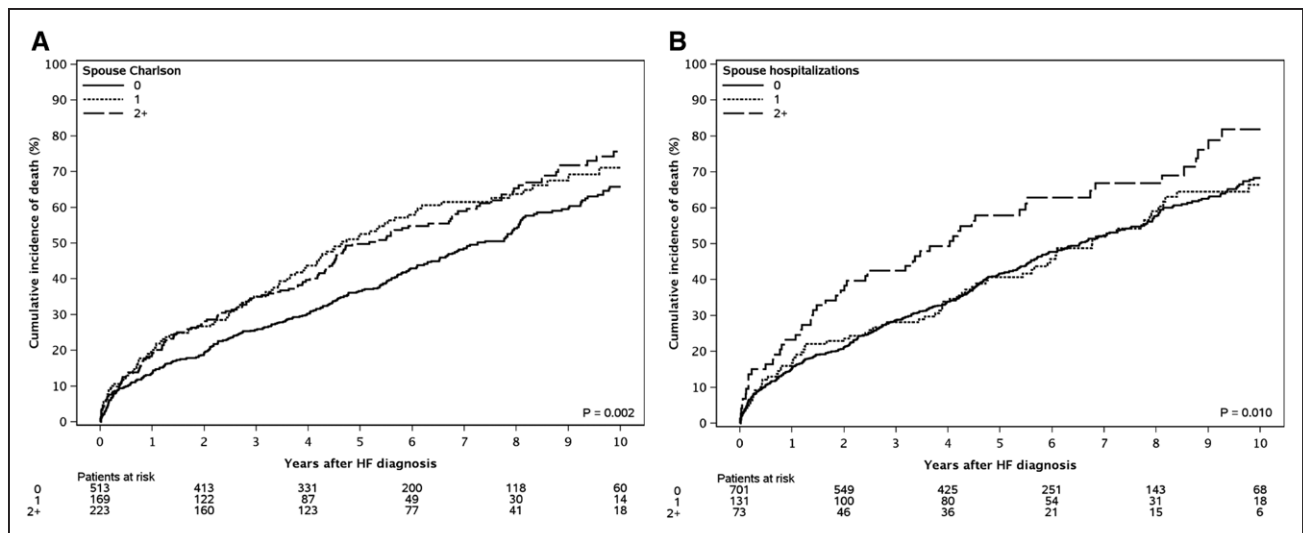 A
Spouse Charlson
0
1
2+
100
90
80
70
60
50
40
30
20
10
0
Cumulative incidence of death (%)
P = 0.002
0 1 2 3 4 5 6 7 8 9 10
Years after HF diagnosis
Patients at risk
0 513 413 331 200 118 60
1 169 122 87 49 30 14
2+ 223 160 123 77 41 18
B
Spouse hospitalizations
0
1
2+
100
90
80
70
60
50
40
30
20
10
0
Cumulative incidence of death (%)
P = 0.010
0 1 2 3 4 5 6 7 8 9 10
Years after HF diagnosis
Patients at risk
0 701 549 425 251 143 68
1 131 100 80 54 31 18
2+ 73 46 36 21 15 6